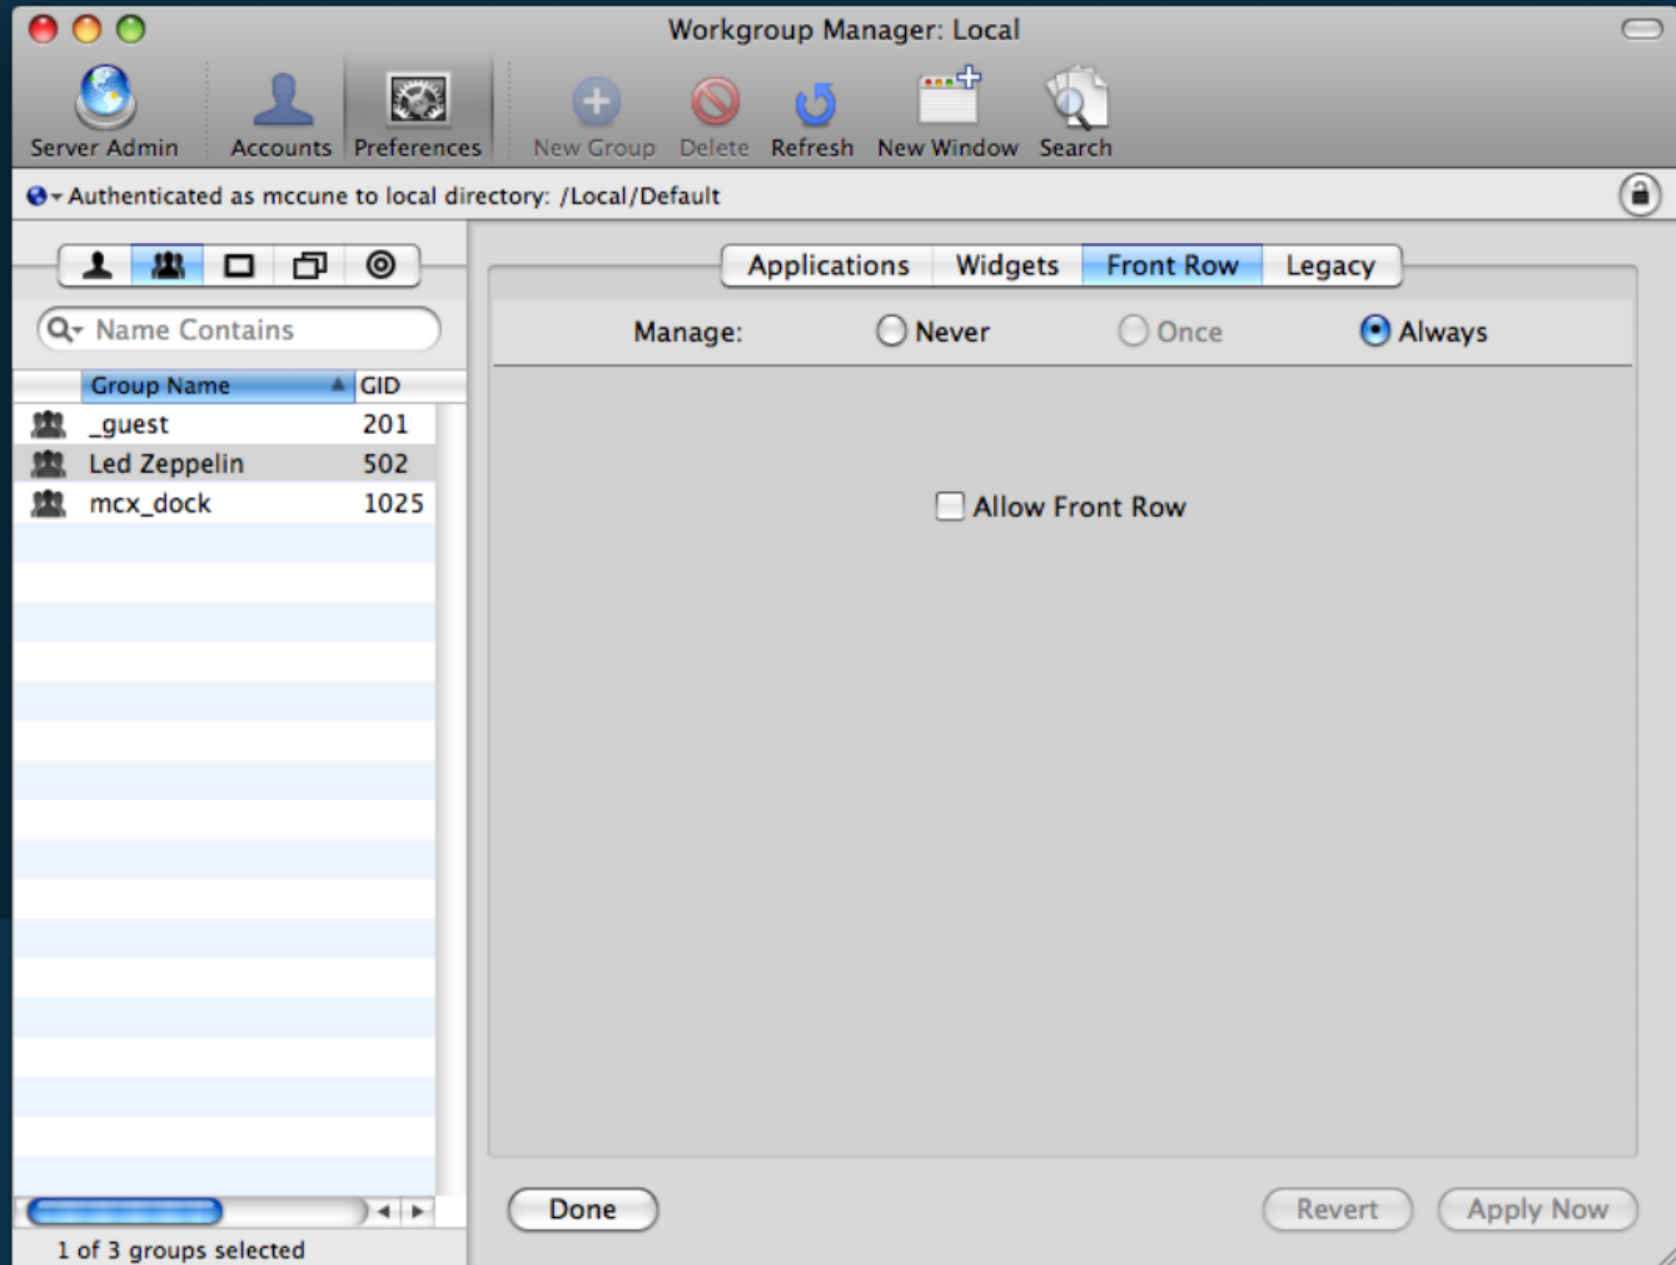 Workgroup Manager: Local
Server Admin Accounts Preferences New Group Delete Refresh New Window Search
Authenticated as mccune to local directory: /Local/Default
Applications Widgets Front Row Legacy
Name Contains
Manage: Never Once Always
Group Name GID
_guest 201
Led Zeppelin 502
mcx_dock 1025
Allow Front Row
Done Revert Apply Now
1 of 3 groups selected